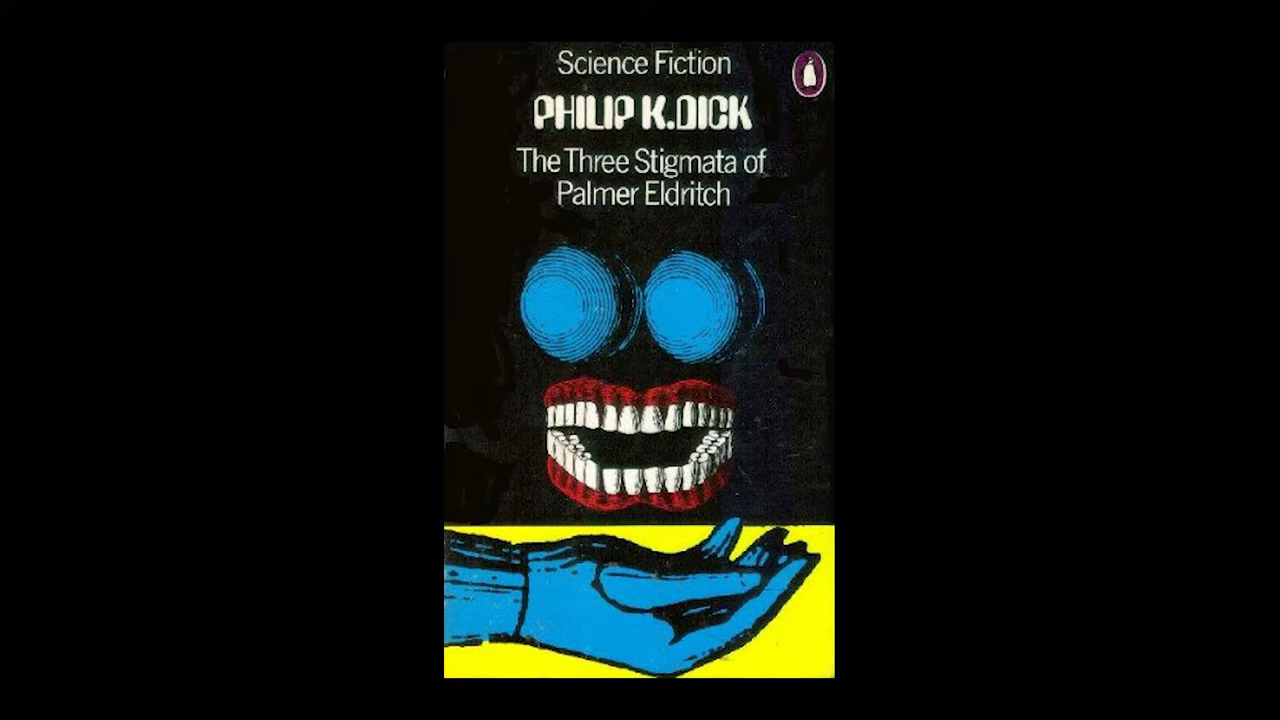 Science Fiction
PHILIP K.DICK
The Three Stigmata of
Palmer Eldritch